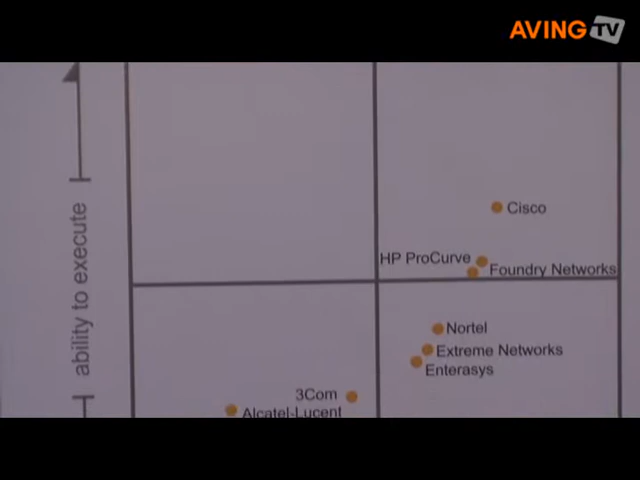 AVING TV
ability to execute
Cisco
HP ProCurve
Foundry Networks
Nortel
Extreme Networks
Enterasys
3Com
Alcatel-Lucent